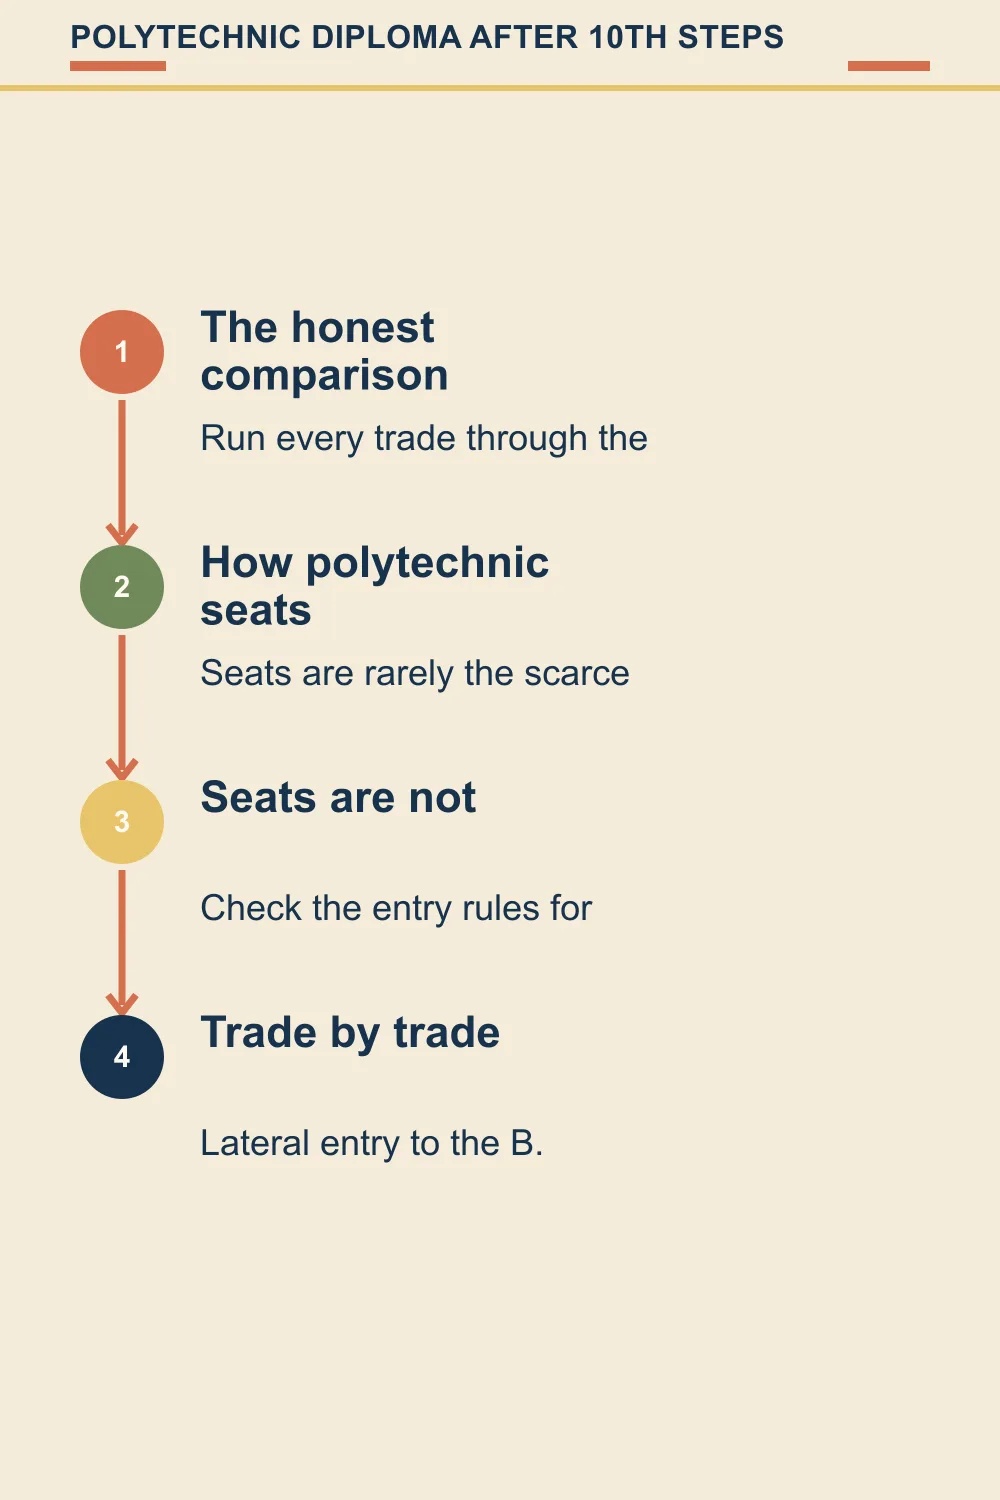 POLYTECHNIC DIPLOMA AFTER 10TH STEPS
1
The honest
comparison
Run every trade through the
2
How polytechnic
seats
Seats are rarely the scarce
3
Seats are not
Check the entry rules for
4
Trade by trade
Lateral entry to the B.